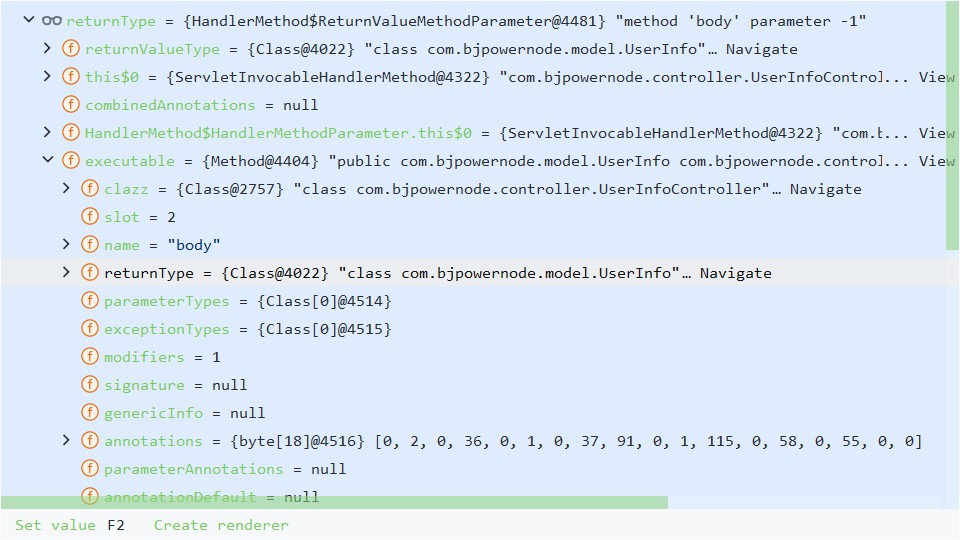 returnType = {HandlerMethod$ReturnValueMethodParameter@4481} "method 'body' parameter -1"
returnValueType = {Class@4022} "class com.bjpowernode.model.UserInfo"… Navigate
this$0 = {ServletInvocableHandlerMethod@4322} "com.bjpowernode.controller.UserInfoControl... View
combinedAnnotations = null
HandlerMethod$HandlerMethodParameter.this$0 = {ServletInvocableHandlerMethod@4322} "com.b... View
executable = {Method@4404} "public com.bjpowernode.model.UserInfo com.bjpowernode.control... View
clazz = {Class@2757} "class com.bjpowernode.controller.UserInfoController"… Navigate
slot = 2
name = "body"
returnType = {Class@4022} "class com.bjpowernode.model.UserInfo"… Navigate
parameterTypes = {Class[0]@4514}
exceptionTypes = {Class[0]@4515}
modifiers = 1
signature = null
genericInfo = null
annotations = {byte[18]@4516} [0, 2, 0, 36, 0, 1, 0, 37, 91, 0, 1, 115, 0, 58, 0, 55, 0, 0]
parameterAnnotations = null
annotationDefault = null
Set value F2 Create renderer